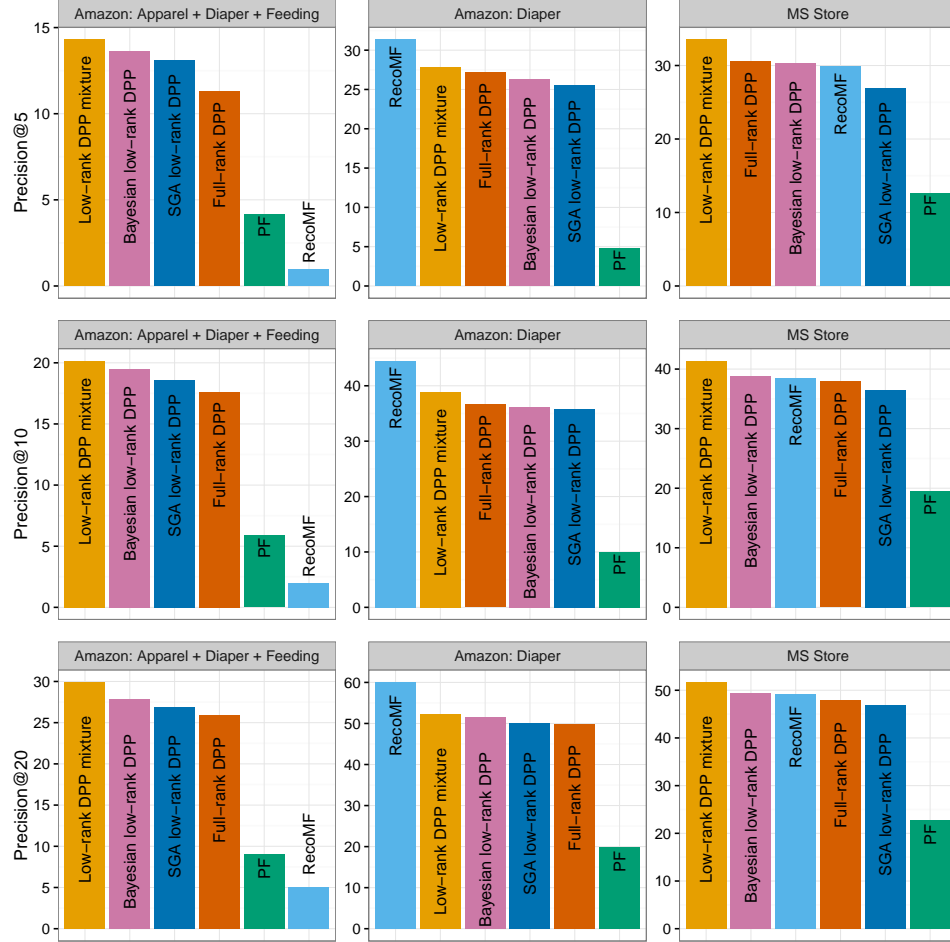 Amazon: Apparel + Diaper + Feeding
Amazon: Diaper
MS Store
Precision@5
15
10
5
0
Low−rank DPP mixture
Bayesian low−rank DPP
SGA low−rank DPP
Full−rank DPP
PF
RecoMF
30
25
20
15
10
5
0
RecoMF
Low−rank DPP mixture
Full−rank DPP
Bayesian low−rank DPP
SGA low−rank DPP
PF
30
20
10
0
Low−rank DPP mixture
Full−rank DPP
Bayesian low−rank DPP
RecoMF
SGA low−rank DPP
PF
Amazon: Apparel + Diaper + Feeding
Amazon: Diaper
MS Store
Precision@10
20
15
10
5
0
Low−rank DPP mixture
Bayesian low−rank DPP
SGA low−rank DPP
Full−rank DPP
PF
RecoMF
40
30
20
10
0
RecoMF
Low−rank DPP mixture
Full−rank DPP
Bayesian low−rank DPP
SGA low−rank DPP
PF
40
30
20
10
0
Low−rank DPP mixture
Bayesian low−rank DPP
RecoMF
Full−rank DPP
SGA low−rank DPP
PF
Amazon: Apparel + Diaper + Feeding
Amazon: Diaper
MS Store
Precision@20
30
25
20
15
10
5
0
Low−rank DPP mixture
Bayesian low−rank DPP
SGA low−rank DPP
Full−rank DPP
PF
RecoMF
60
50
40
30
20
10
0
RecoMF
Low−rank DPP mixture
Bayesian low−rank DPP
SGA low−rank DPP
Full−rank DPP
PF
50
40
30
20
10
0
Low−rank DPP mixture
Bayesian low−rank DPP
RecoMF
Full−rank DPP
SGA low−rank DPP
PF